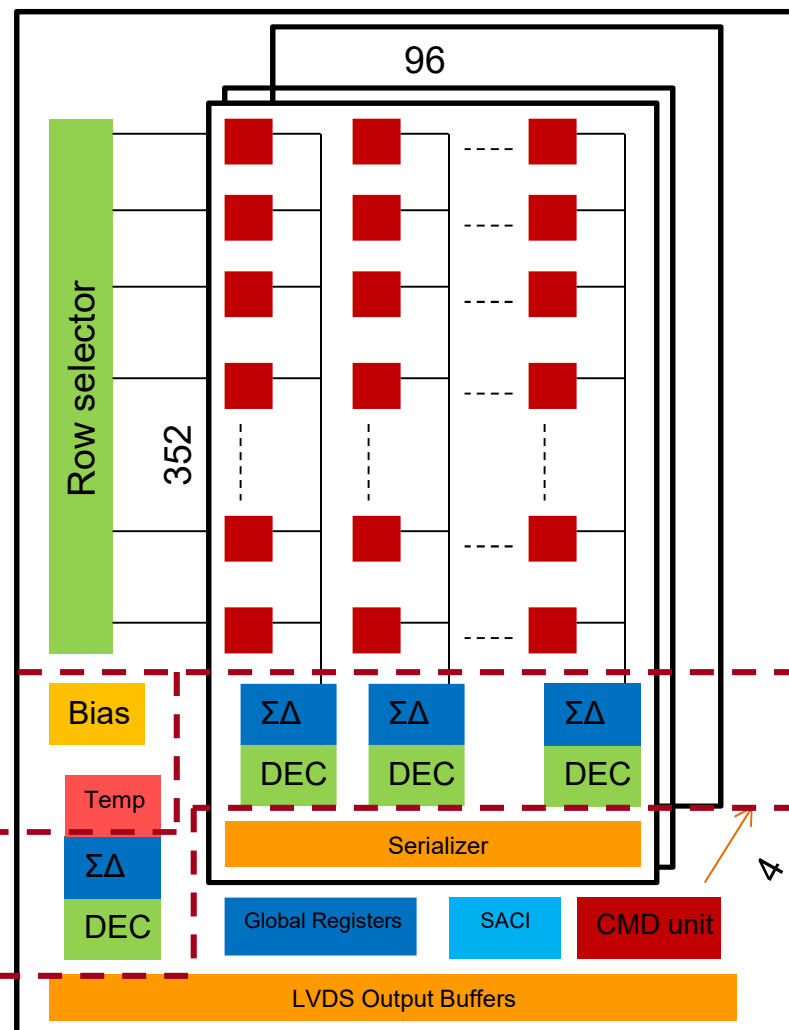 96
Row selector
352
Bias
ΣΔ
ΣΔ
ΣΔ
DEC
DEC
DEC
Temp
Serializer
ΣΔ
DEC
4
Global Registers
SACI
CMD unit
LVDS Output Buffers